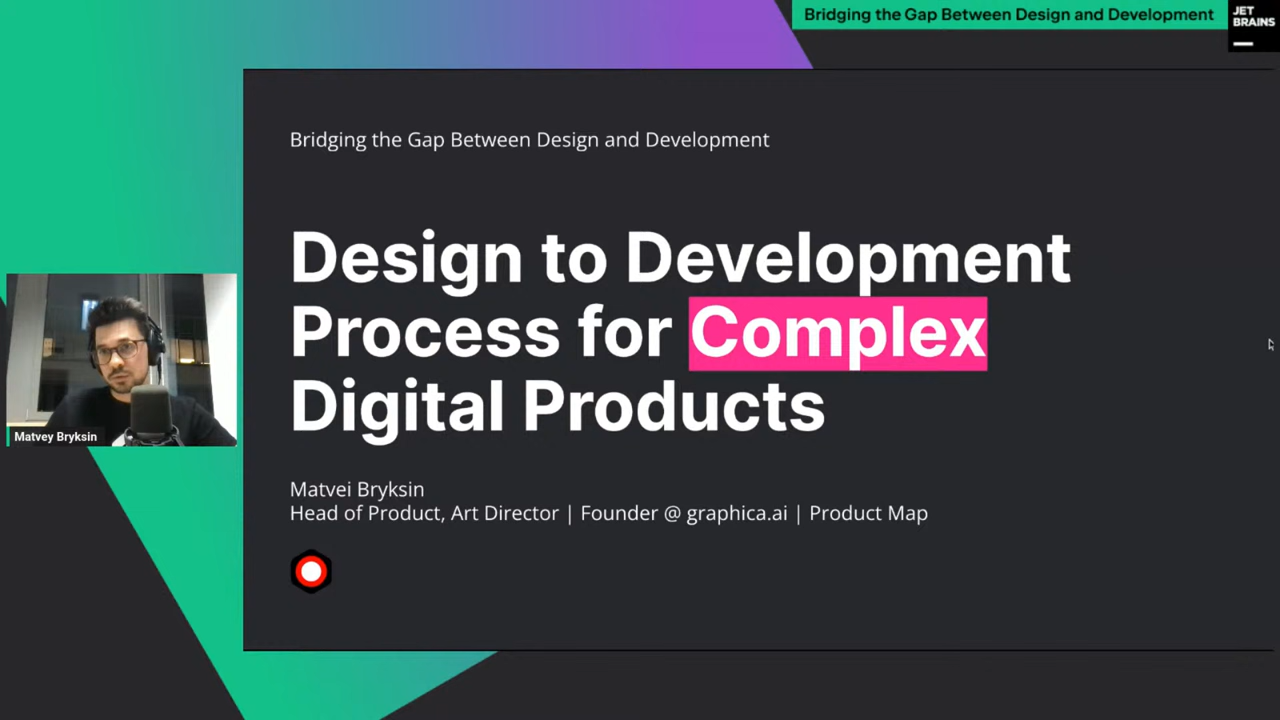 Bridging the Gap Between Design and Development
JET
BRAINS
Bridging the Gap Between Design and Development
Design to Development
Process for Complex
Digital Products
Matvey Bryksin
Matvei Bryksin
Head of Product, Art Director | Founder @ graphica.ai | Product Map